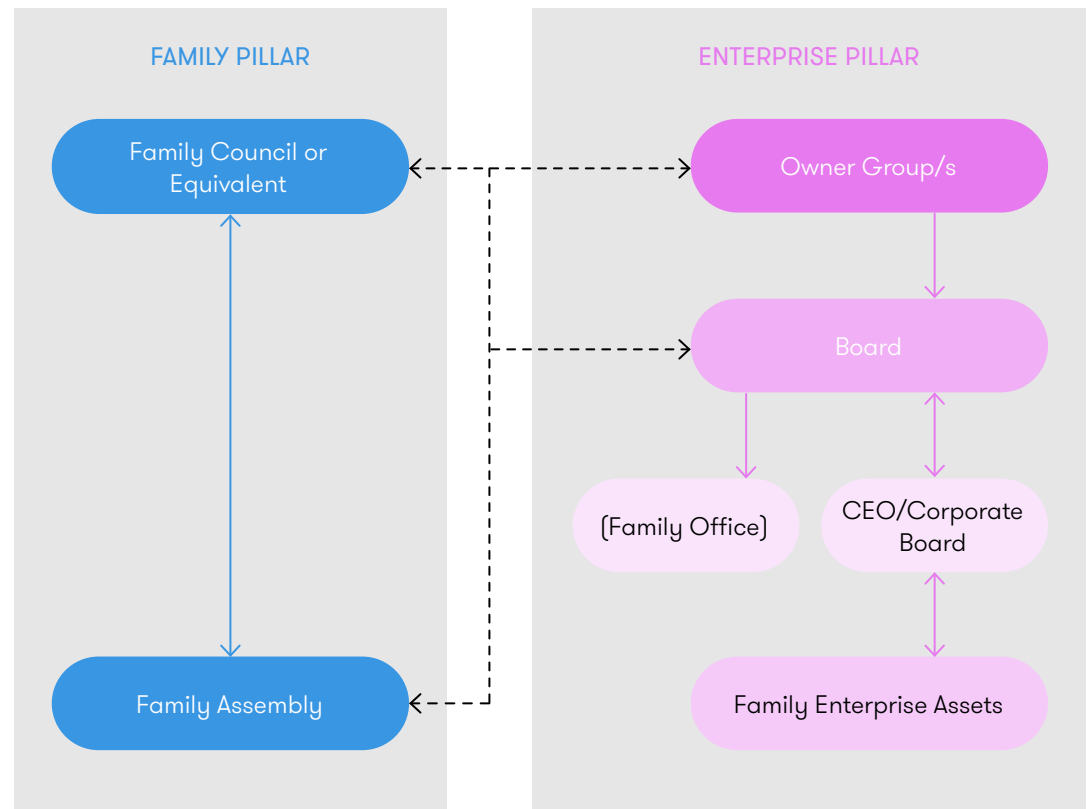 FAMILY PILLAR
Family Council or
Equivalent
Family Assembly
ENTERPRISE PILLAR
Owner Group/s
Board
(Family Office)
CEO/Corporate
Board
Family Enterprise Assets